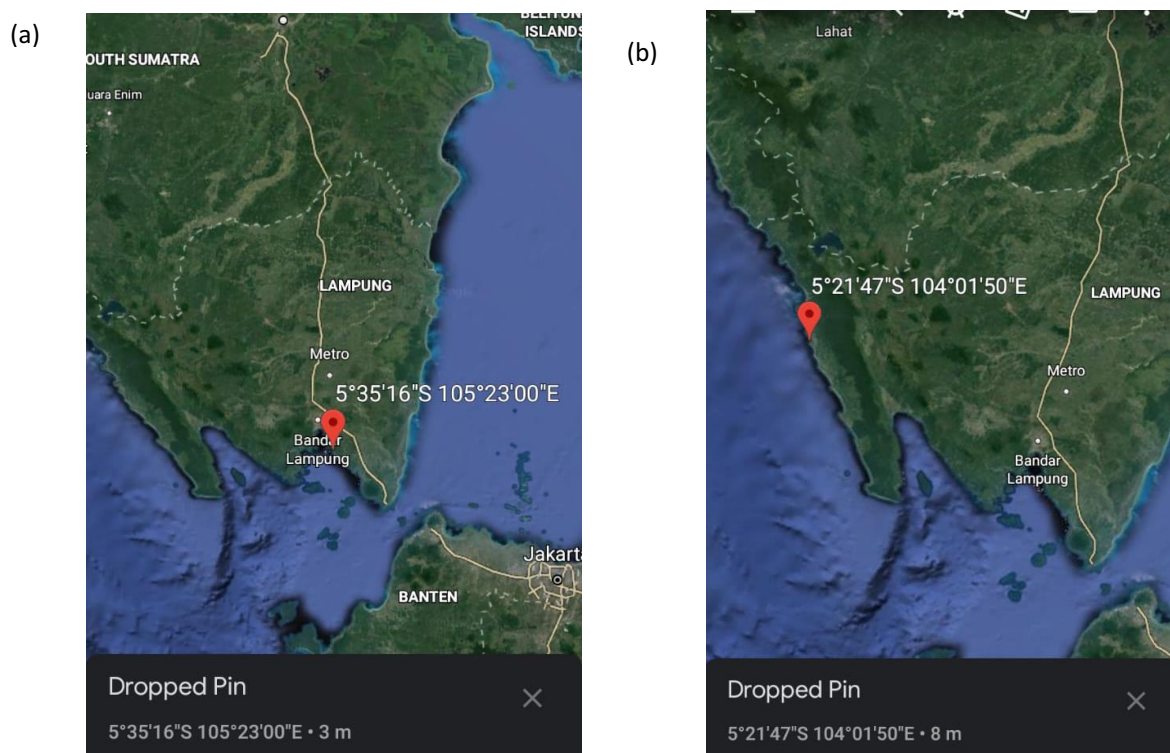 (a)
BELITUN
ISLANDS
OUTH SUMATRA
uara Enim
LAMPUNG
Metro
5°35'16"S 105°23'00"E
Bandar
Lampung
Jakarta
BANTEN
Dropped Pin
5°35'16"S 105°23'00"E • 3 m
(b)
Lahat
5°21'47"S 104°01'50"E
LAMPUNG
Metro
Bandar
Lampung
Dropped Pin
5°21'47"S 104°01'50"E • 8 m